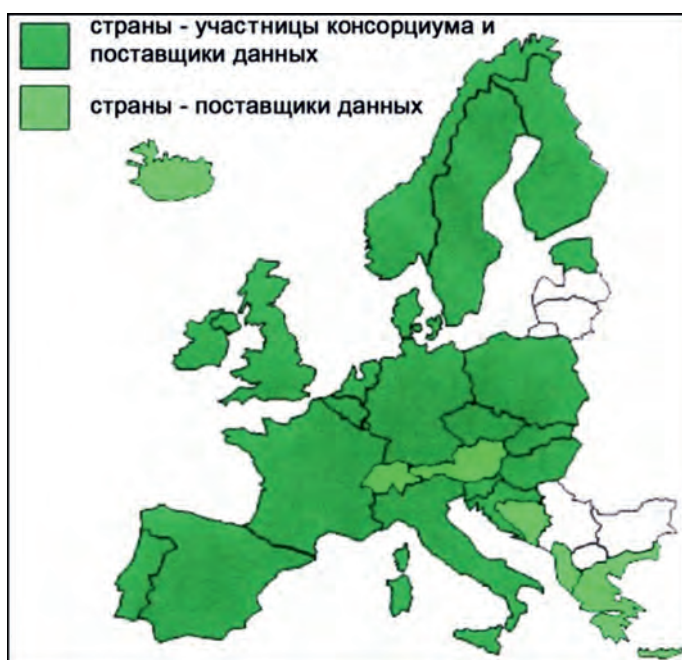 страны - участницы консорциума и
поставщики данных
страны - поставщики данных